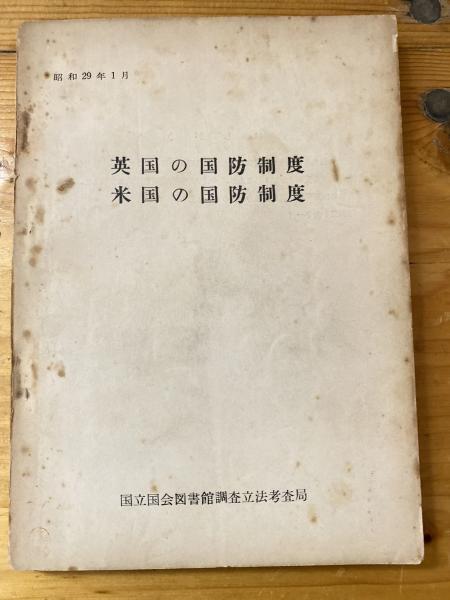 昭和29年1月
英国の国防制度
米国の国防制度
国立国会図書館調査立法考査局